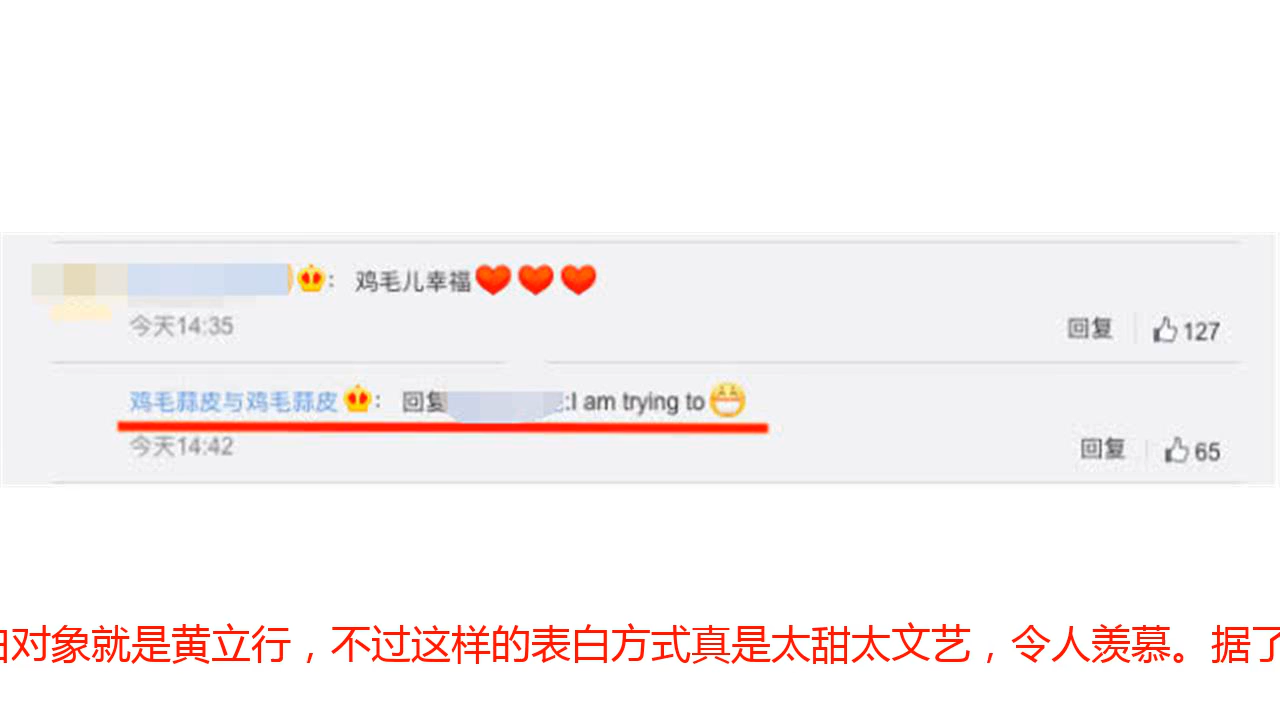 : 鸡毛儿幸福
今天14:35
回复 127
鸡毛蒜皮与鸡毛蒜皮: 回复 :I am trying to
今天14:42
回复 65
对象就是黄立行，不过这样的表白方式真是太甜太文艺，令人羡慕。据了